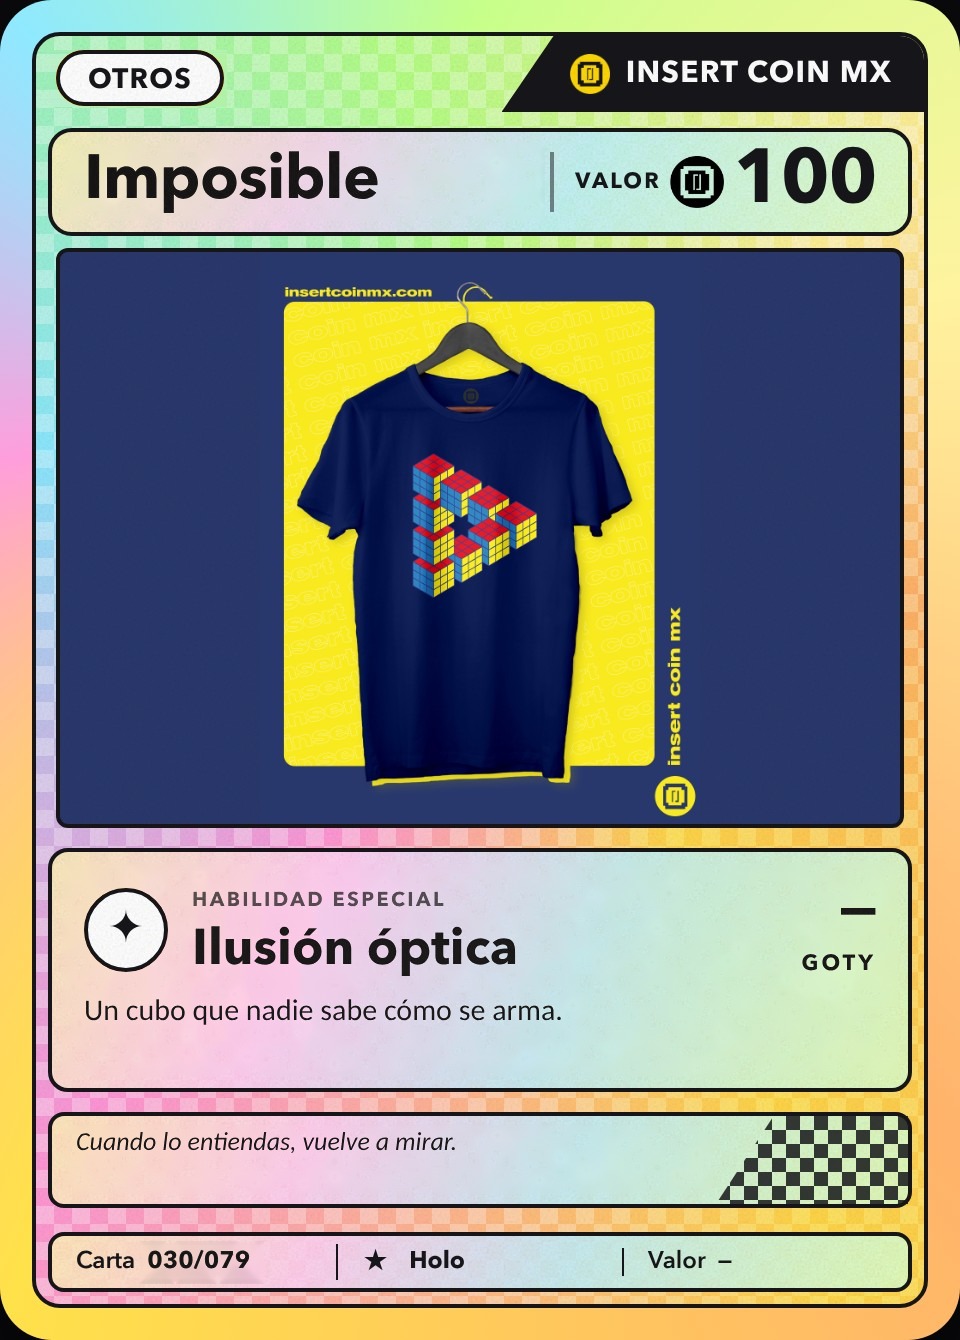 OTROS
INSERT COIN MX
Imposible
VALOR 100
insertcoinmx.com
insert coin mx
HABILIDAD ESPECIAL
Ilusión óptica
–
GOTY
Un cubo que nadie sabe cómo se arma.
Cuando lo entiendas, vuelve a mirar.
Carta 030/079
★ Holo
Valor –